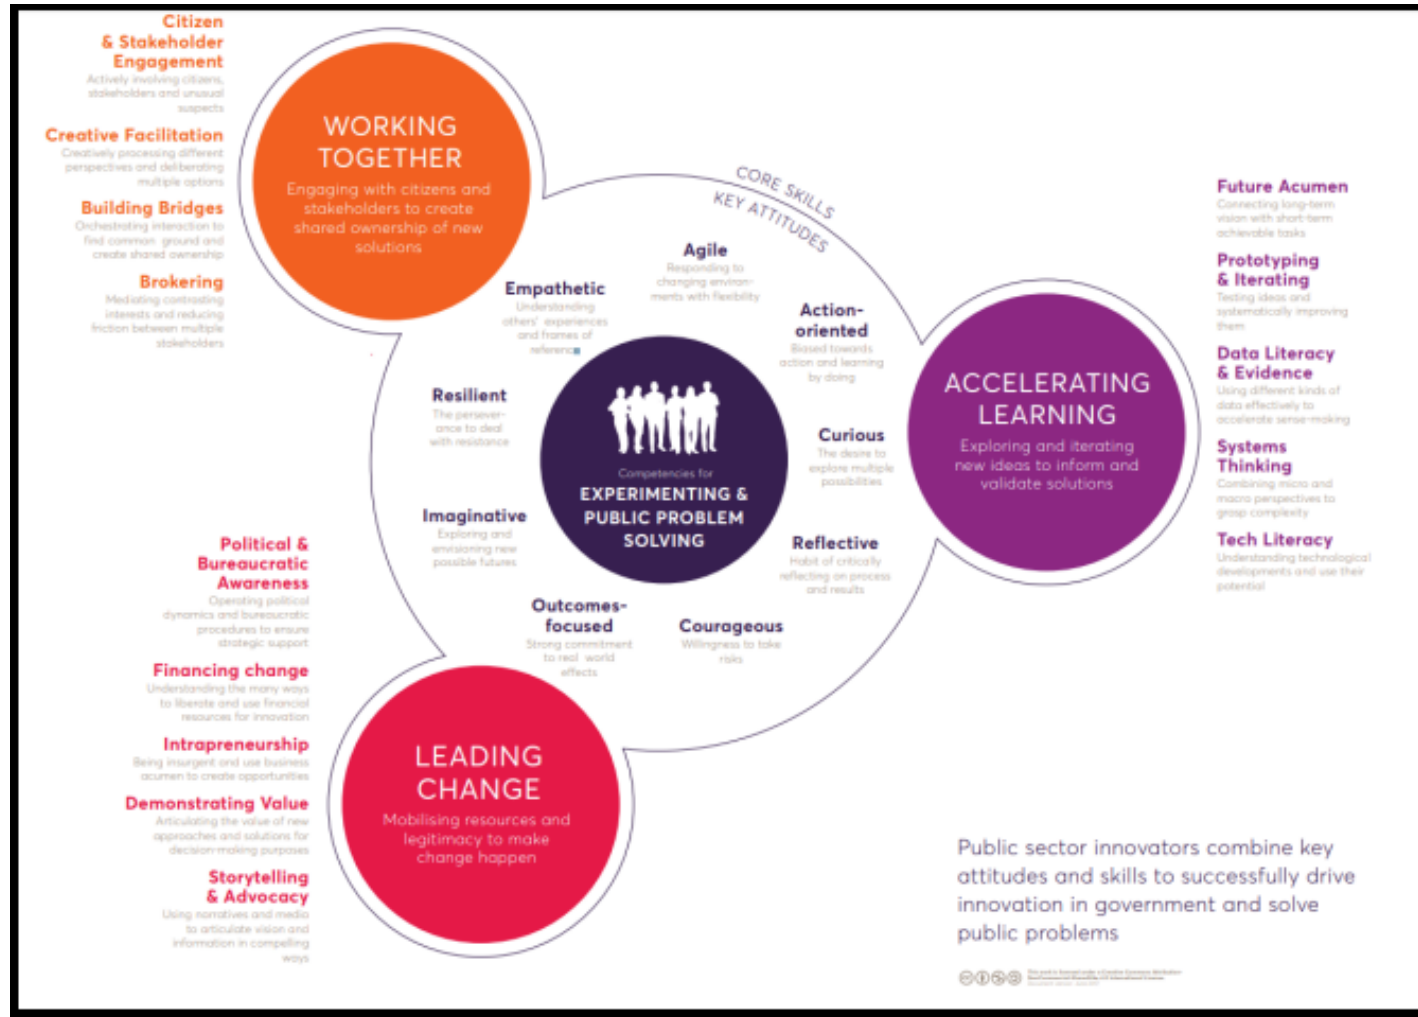 Citizen
& Stakeholder
Engagement
Actively involving citizens,
stakeholders and unusual
suspects
Creative Facilitation
Creatively processing different
perspectives and deliberating
multiple options
Building Bridges
Orchestrating interaction to
find common ground and
create shared ownership
Brokering
Mediating contrasting
interests and reducing
friction between multiple
stakeholders
WORKING
TOGETHER
Engaging with citizens and
stakeholders to create
shared ownership of new
solutions
CORE SKILLS
KEY ATTITUDES
Agile
Responding to
changing environ-
ments with flexibility
Empathetic
Understanding
others' experiences
and frames of
reference
Action-
oriented
Biased towards
action and learning
by doing
Resilient
The persever-
ance to deal
with resistance
Curious
The desire to
explore multiple
possibilities
Imaginative
Exploring and
envisioning new
possible futures
Reflective
Habit of critically
reflecting on process
and results
Outcomes-
focused
Strong commitment
to real world
effects
Courageous
Willingness to take
risks
Competencies for
EXPERIMENTING &
PUBLIC PROBLEM
SOLVING
ACCELERATING
LEARNING
Exploring and iterating
new ideas to inform and
validate solutions
Future Acumen
Connecting long-term
vision with short-term
achievable tasks
Prototyping
& Iterating
Testing ideas and
systematically improving
them
Data Literacy
& Evidence
Using different kinds of
data effectively to
accelerate sense-making
Systems
Thinking
Combining micro and
macro perspectives to
grasp complexity
Tech Literacy
Understanding technological
developments and use their
potential
Political &
Bureaucratic
Awareness
Operating political
dynamics and bureaucratic
procedures to ensure
strategic support
Financing change
Understanding the many ways
to liberate and use financial
resources for innovation
Intrapreneurship
Being insurgent and use business
acumen to create opportunities
Demonstrating Value
Articulating the value of new
approaches and solutions for
decision-making purposes
Storytelling
& Advocacy
Using narratives and media
to articulate vision and
information in compelling
ways
LEADING
CHANGE
Mobilising resources and
legitimacy to make
change happen
Public sector innovators combine key
attitudes and skills to successfully drive
innovation in government and solve
public problems